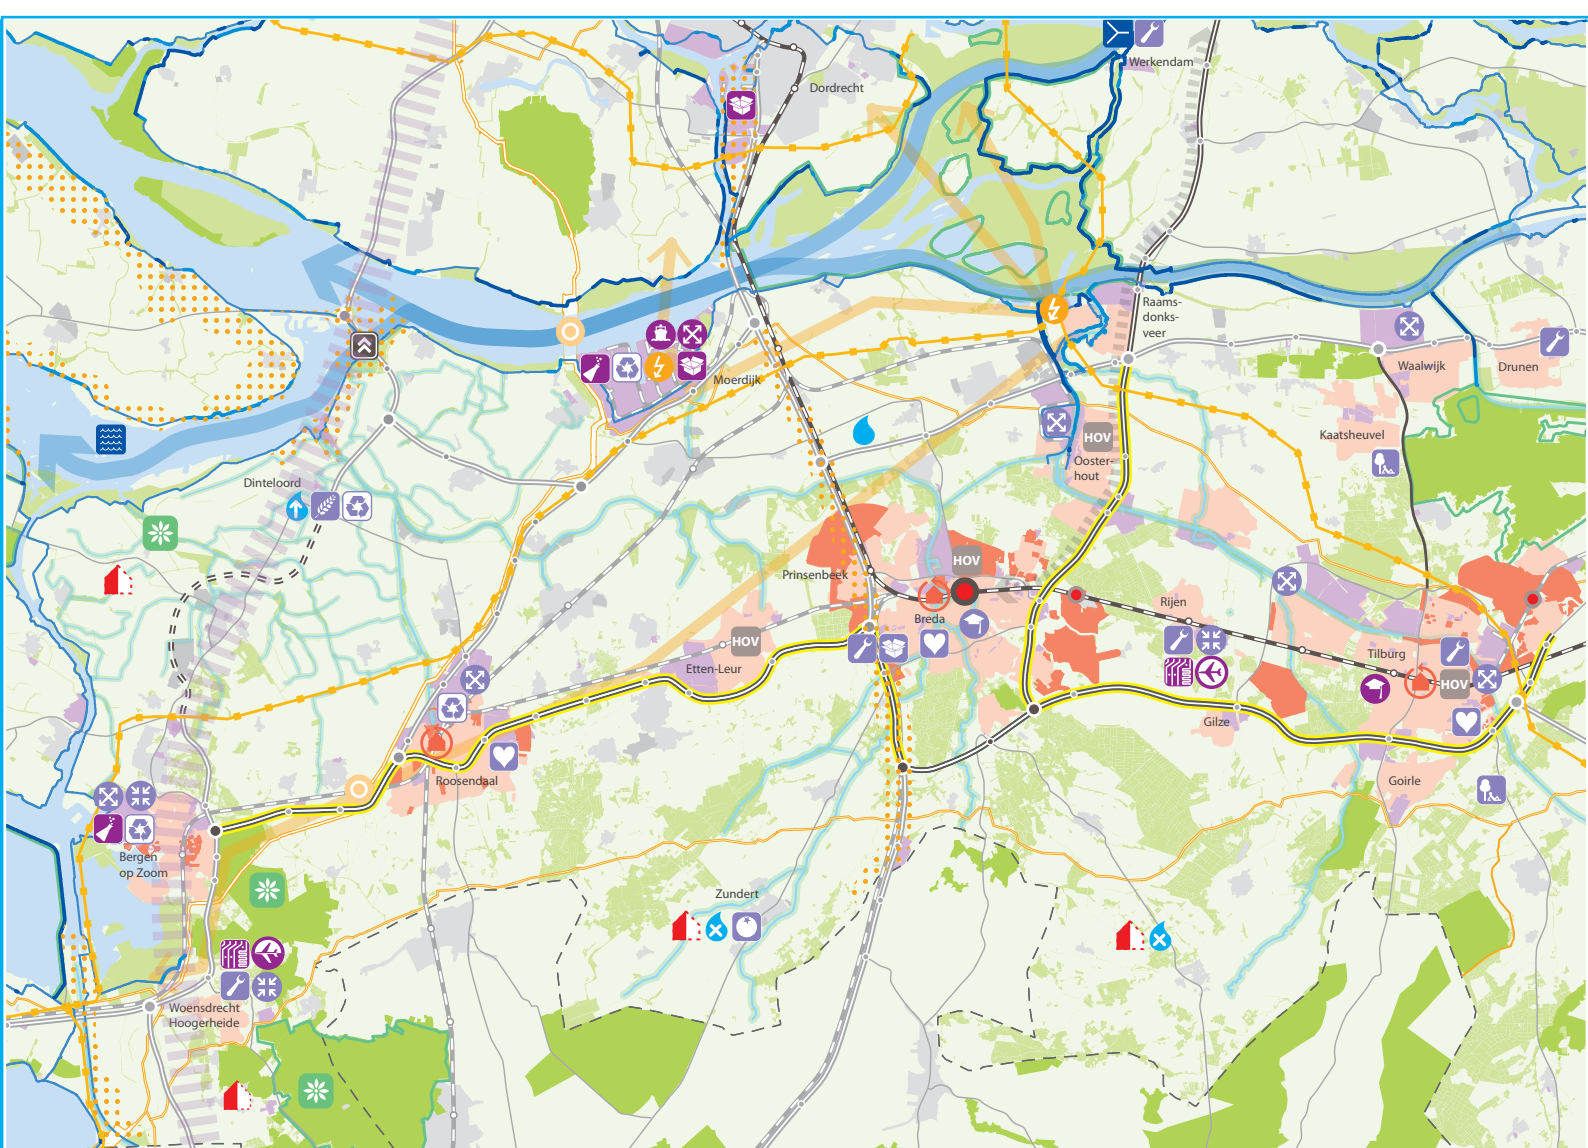 Werkendam
Dordrecht
Raams-
donks-
veer
Moerdijk
Waalwijk
Drunen
Kaatsheuvel
HOV
Ooster-
hout
Dinteloord
HOV
Prinsenbeek
Rijen
Breda
HOV
Etten-Leur
Tilburg
HOV
Gilze
Roosendaal
Goirle
Bergen
op Zoom
Zundert
Woensdrecht
Hoogerheide